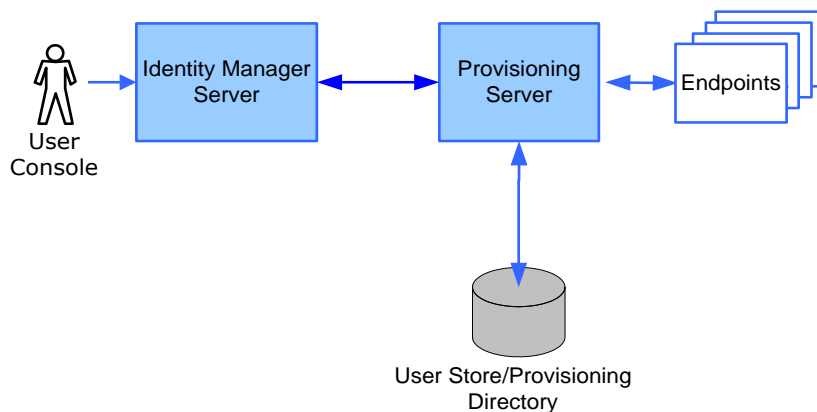 Identity Manager
Server
Provisioning
Server
Endpoints
User
Console
User Store/Provisioning
Directory